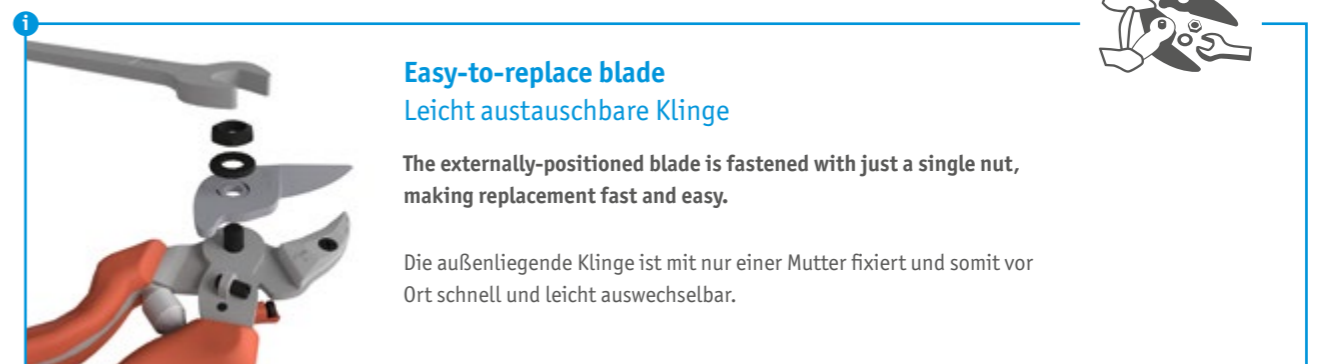 i
Easy-to-replace blade
Leicht austauschbare Klinge
The externally-positioned blade is fastened with just a single nut,
making replacement fast and easy.
Die außenliegende Klinge ist mit nur einer Mutter fixiert und somit vor
Ort schnell und leicht auswechselbar.